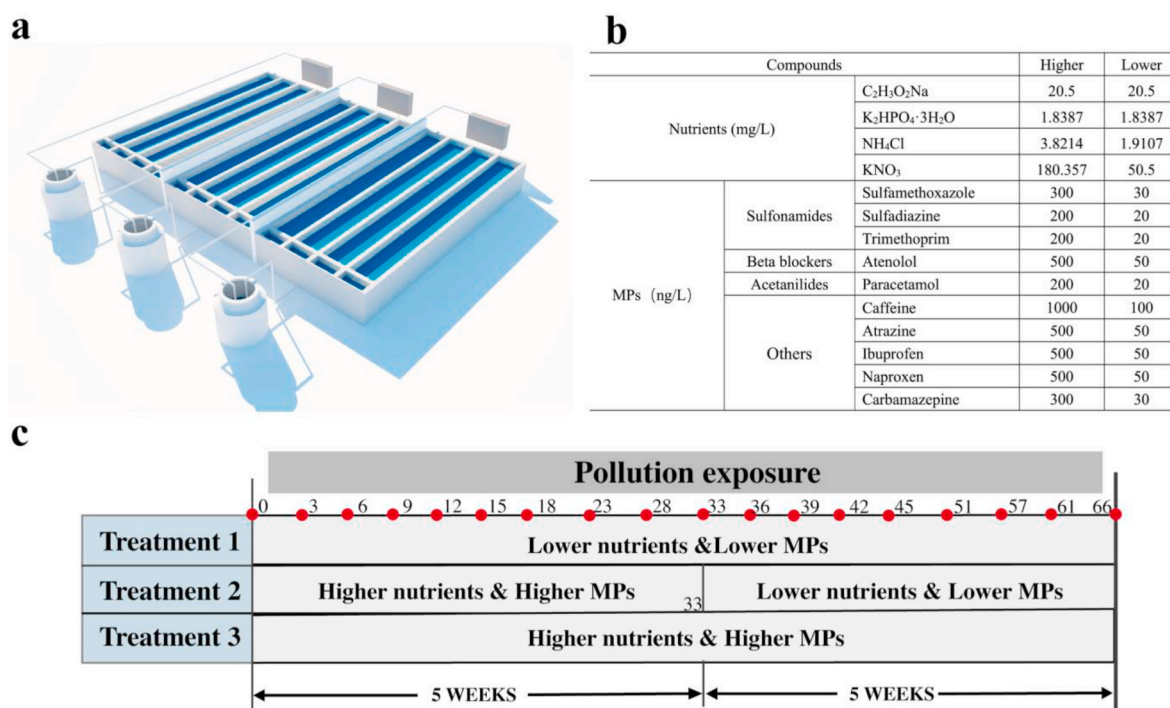 a
b
Compounds Higher Lower
Nutrients (mg/L)
C₂H₃O₂Na 20.5 20.5
K₂HPO₄·3H₂O 1.8387 1.8387
NH₄Cl 3.8214 1.9107
KNO₃ 180.357 50.5
MPs (ng/L)
Sulfonamides
Sulfamethoxazole 300 30
Sulfadiazine 200 20
Trimethoprim 200 20
Beta blockers Atenolol 500 50
Acetanilides Paracetamol 200 20
Others
Caffeine 1000 100
Atrazine 500 50
Ibuprofen 500 50
Naproxen 500 50
Carbamazepine 300 30
c
Pollution exposure
0 3 6 9 12 15 18 23 28 33 36 39 42 45 51 57 61 66
Treatment 1 Lower nutrients &Lower MPs
Treatment 2 Higher nutrients & Higher MPs 33 Lower nutrients & Lower MPs
Treatment 3 Higher nutrients & Higher MPs
5 WEEKS 5 WEEKS